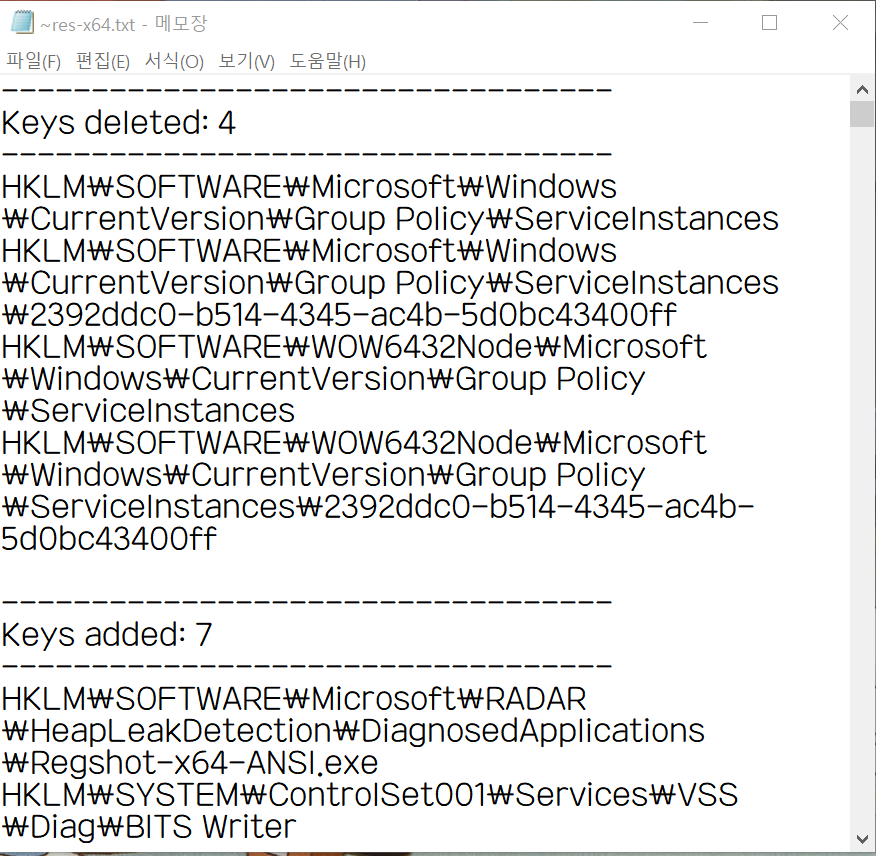 ~res-x64.txt - 메모장
파일(F) 편집(E) 서식(O) 보기(V) 도움말(H)
----------------------------------
Keys deleted: 4
----------------------------------
HKLM₩SOFTWARE₩Microsoft₩Windows
₩CurrentVersion₩Group Policy₩ServiceInstances
HKLM₩SOFTWARE₩Microsoft₩Windows
₩CurrentVersion₩Group Policy₩ServiceInstances
₩2392ddc0-b514-4345-ac4b-5d0bc43400ff
HKLM₩SOFTWARE₩WOW6432Node₩Microsoft
₩Windows₩CurrentVersion₩Group Policy
₩ServiceInstances
HKLM₩SOFTWARE₩WOW6432Node₩Microsoft
₩Windows₩CurrentVersion₩Group Policy
₩ServiceInstances₩2392ddc0-b514-4345-ac4b-
5d0bc43400ff
----------------------------------
Keys added: 7
----------------------------------
HKLM₩SOFTWARE₩Microsoft₩RADAR
₩HeapLeakDetection₩DiagnosedApplications
₩Regshot-x64-ANSI.exe
HKLM₩SYSTEM₩ControlSet001₩Services₩VSS
₩Diag₩BITS Writer